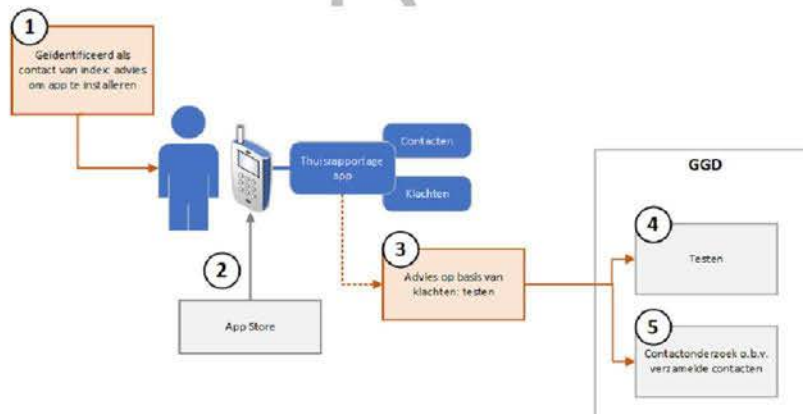 1
Geïdentificeerd als
contact van index: advies
om app te installeren
Thuisrapportage
app
Contacten
Klachten
2
App Store
3
Advies op basis van
klachten: testen
GGD
4
Testen
5
Contactonderzoek o.b.v.
verzamelde contacten